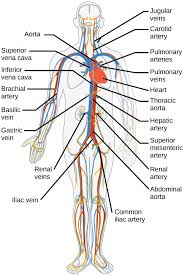 Aorta
Superior
vena cava
Inferior
vena cava
Brachial
artery
Basilic
vein
Gastric
vein
Renal
veins
Iliac vein
Jugular
veins
Carotid
artery
Pulmonary
arteries
Pulmonary
veins
Heart
Thoracic
aorta
Hepatic
artery
Superior
mesenteric
artery
Renal
artery
Abdominal
aorta
Common
iliac artery